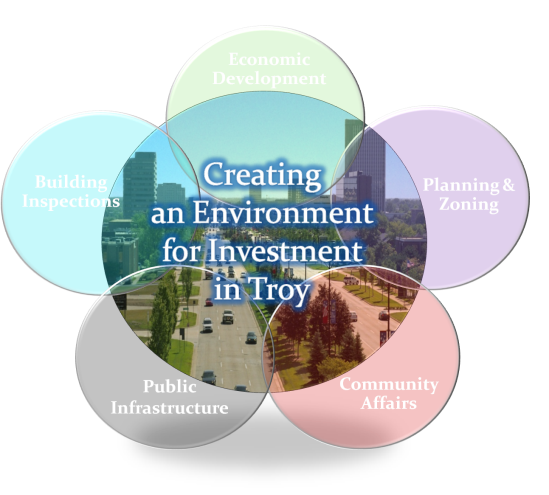 Economic
Development
Building
Inspections
Planning &
Zoning
Creating
an Environment
for Investment
in Troy
Public
Infrastructure
Community
Affairs